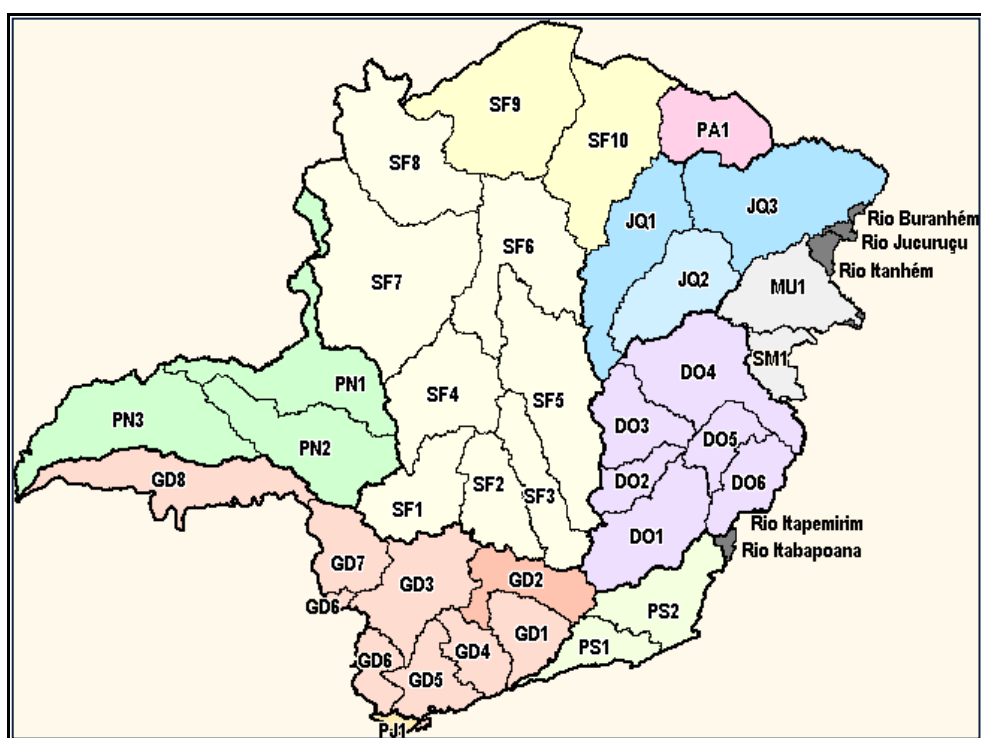 SF9
PA1
SF10
SF8
JQ3
JQ1
Rio Buranhém
Rio Jucuruçu
SF6
Rio Itanhém
SF7
JQ2
MU1
SM1
DO4
PN1
SF4
SF5
PN3
DO3
DO5
PN2
GD8
SF2
DO2
DO6
SF3
SF1
Rio Itapemirim
DO1
Rio Itabapoana
GD7
GD3
GD2
GD6
PS2
GD1
PS1
GD4
GD6
GD5
PJ1